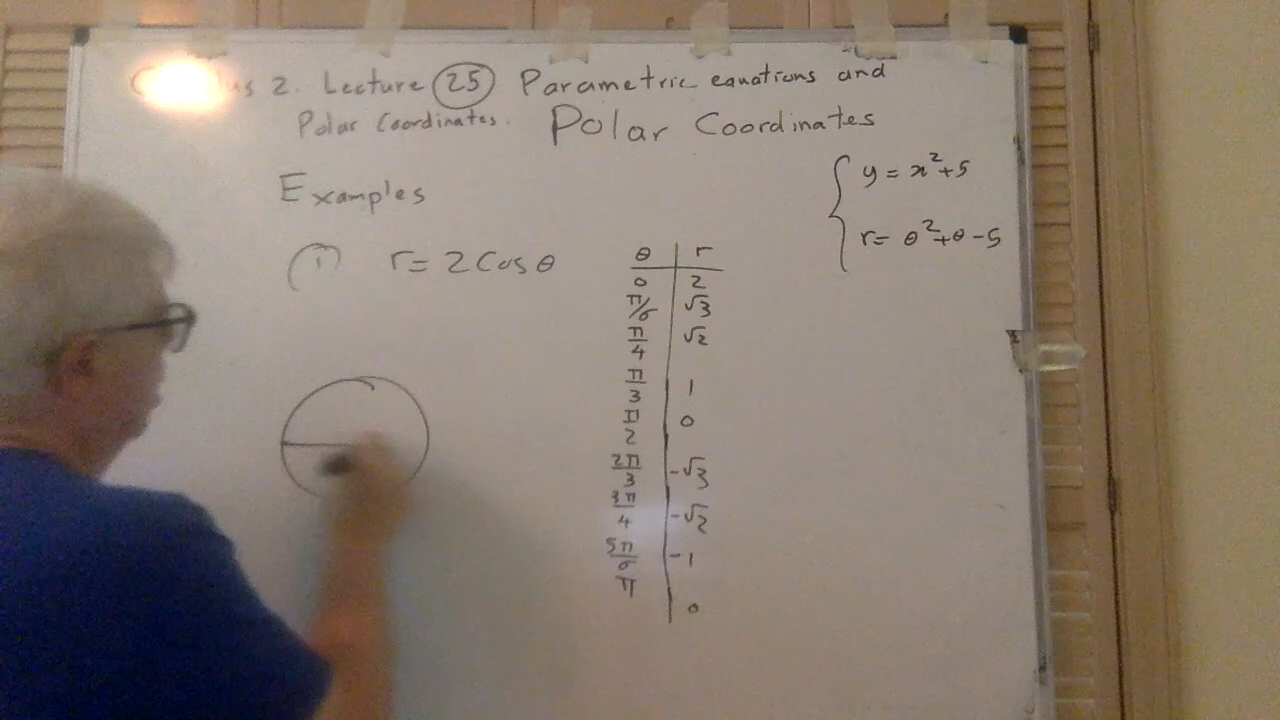 s 2. Lecture 25 Parametric equations and
Polar Coordinates. Polar Coordinates
y = x²+5
r = θ²+θ-5
Examples
(1) r = 2 Cos θ
θ r
0 2
π/6 √3
π/4 √2
π/3 1
π/2 0
2π/3 -√3
3π/4 -√2
5π/6 -1
π 0